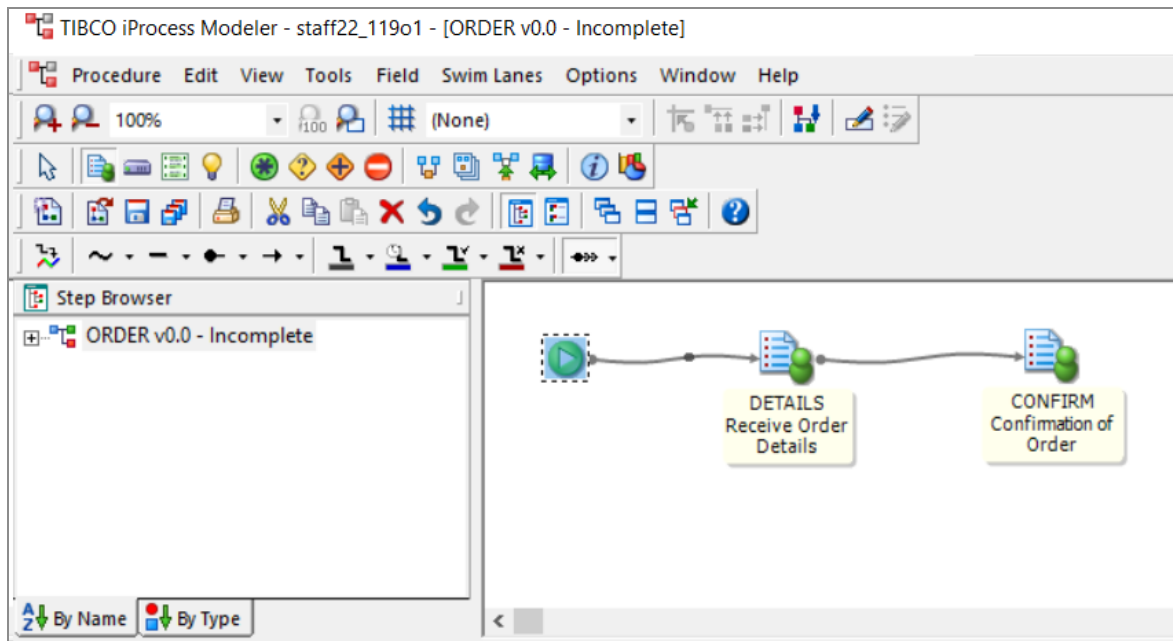 TIBCO iProcess Modeler - staff22_119o1 - [ORDER v0.0 - Incomplete]
Procedure Edit View Tools Field Swim Lanes Options Window Help
100% /100 (None)
Step Browser
ORDER v0.0 - Incomplete
DETAILS
Receive Order
Details
CONFIRM
Confirmation of
Order
By Name By Type